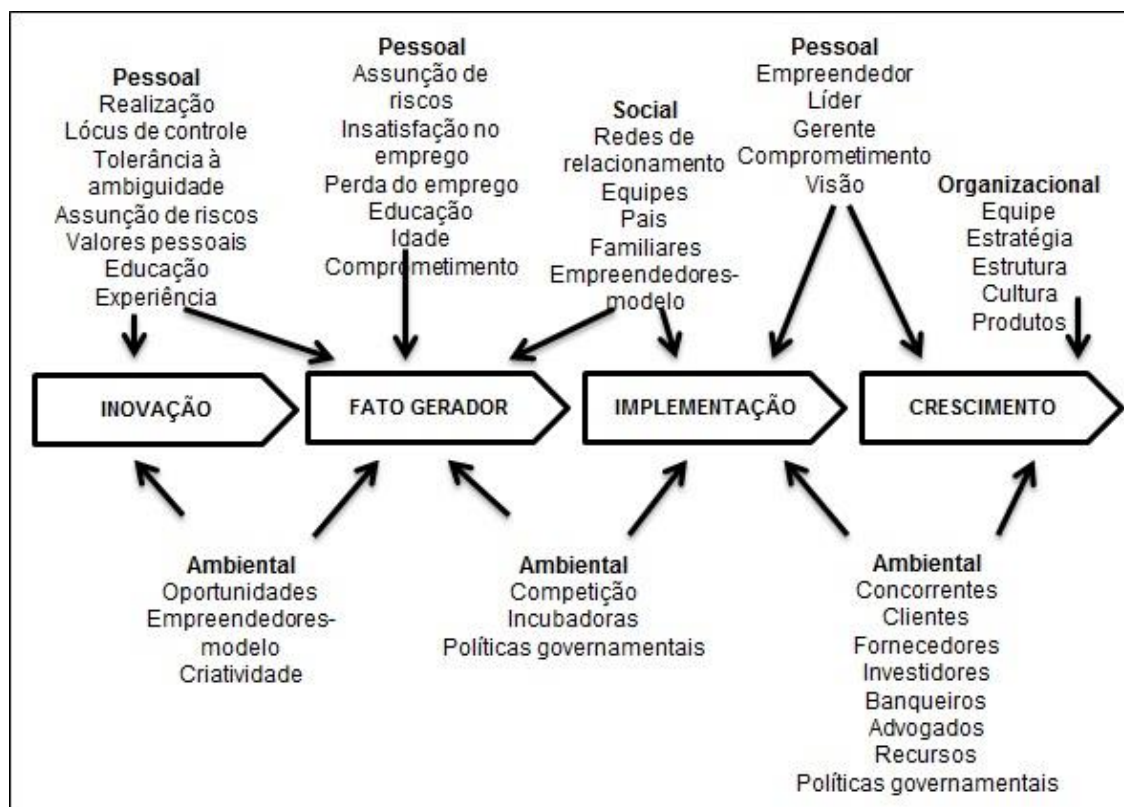 Pessoal
Realização
Lócus de controle
Tolerância à
ambiguidade
Assunção de riscos
Valores pessoais
Educação
Experiência
Pessoal
Assunção de
riscos
Insatisfação no
emprego
Perda do emprego
Educação
Idade
Comprometimento
Social
Redes de
relacionamento
Equipes
Pais
Familiares
Empreendedores-
modelo
Pessoal
Empreendedor
Líder
Gerente
Comprometimento
Visão
Organizacional
Equipe
Estratégia
Estrutura
Cultura
Produtos
INOVAÇÃO
FATO GERADOR
IMPLEMENTAÇÃO
CRESCIMENTO
Ambiental
Oportunidades
Empreendedores-
modelo
Criatividade
Ambiental
Competição
Incubadoras
Políticas governamentais
Ambiental
Concorrentes
Clientes
Fornecedores
Investidores
Banqueiros
Advogados
Recursos
Políticas governamentais